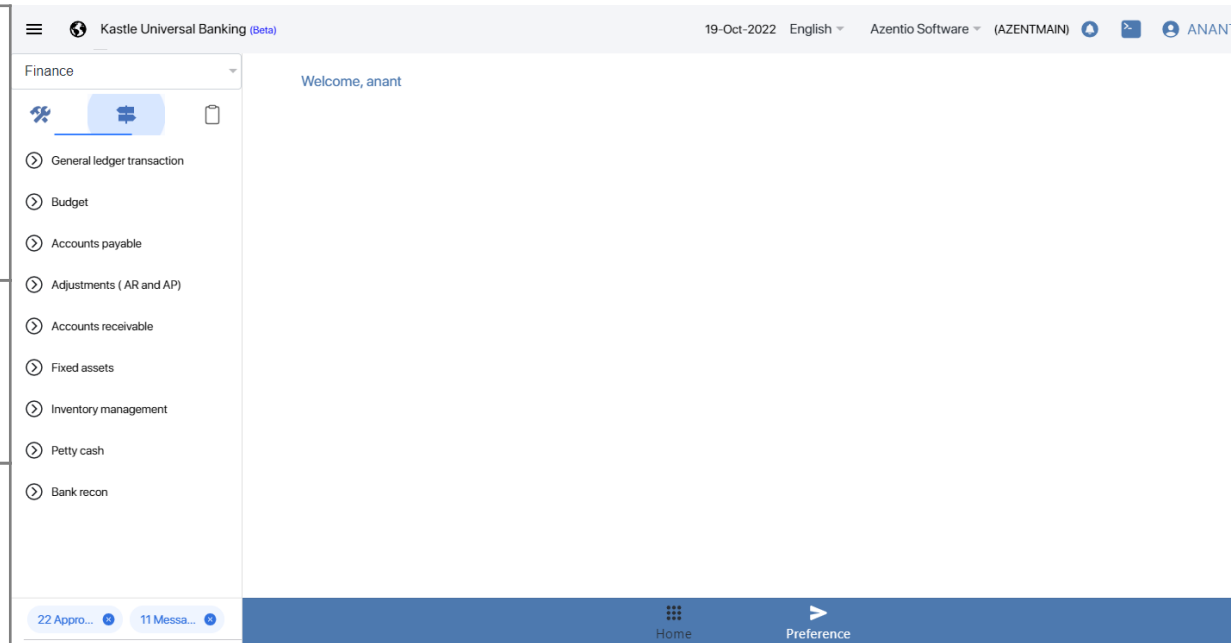 Kastle Universal Banking (Beta)
19-Oct-2022 English Azentio Software (AZENTMAIN) ANANT
Finance
Welcome, anant
General ledger transaction
Budget
Accounts payable
Adjustments ( AR and AP)
Accounts receivable
Fixed assets
Inventory management
Petty cash
Bank recon
22 Appro... 11 Messa...
Home Preference